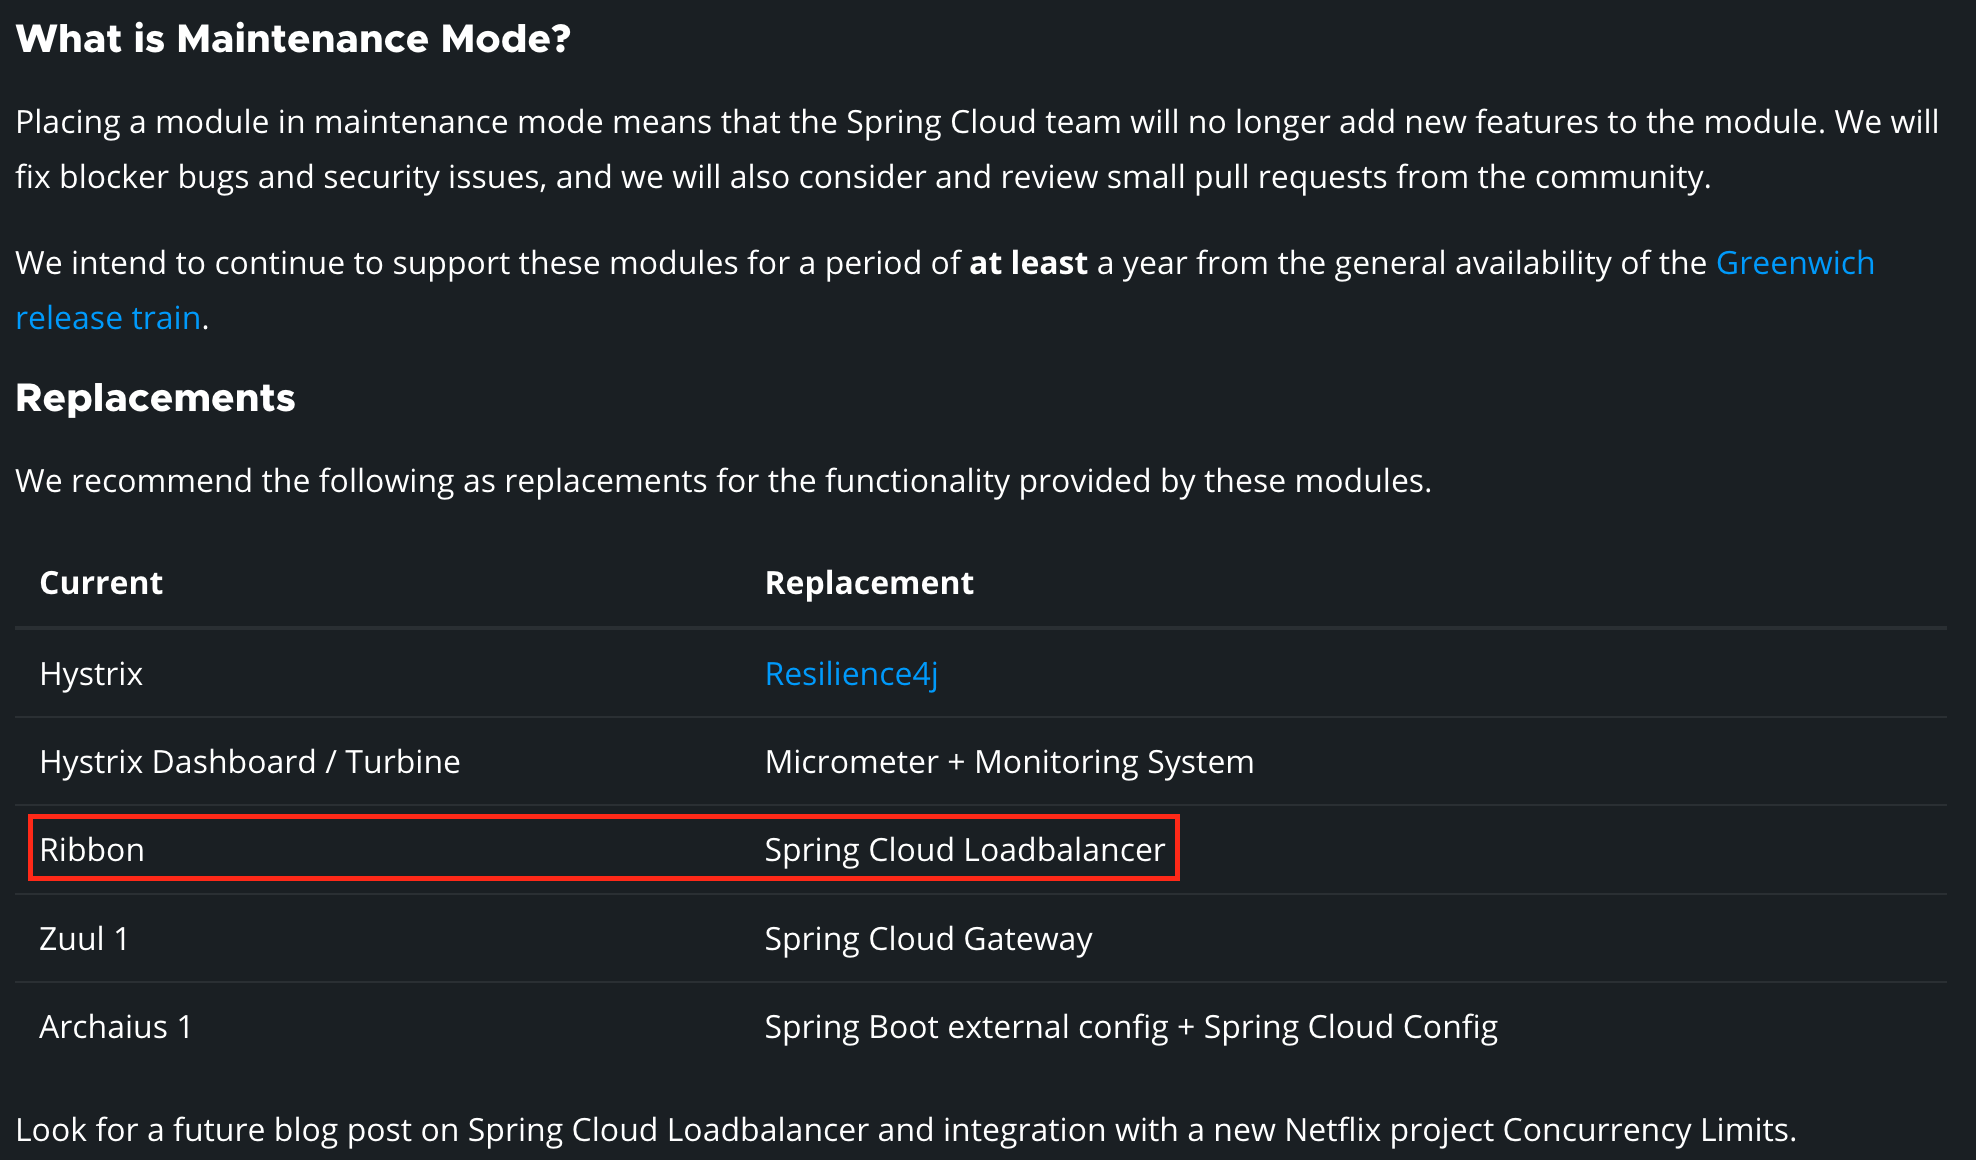 What is Maintenance Mode?
Placing a module in maintenance mode means that the Spring Cloud team will no longer add new features to the module. We will
fix blocker bugs and security issues, and we will also consider and review small pull requests from the community.
We intend to continue to support these modules for a period of at least a year from the general availability of the Greenwich
release train.
Replacements
We recommend the following as replacements for the functionality provided by these modules.
Current Replacement
Hystrix Resilience4j
Hystrix Dashboard / Turbine Micrometer + Monitoring System
Ribbon Spring Cloud Loadbalancer
Zuul 1 Spring Cloud Gateway
Archaius 1 Spring Boot external config + Spring Cloud Config
Look for a future blog post on Spring Cloud Loadbalancer and integration with a new Netflix project Concurrency Limits.